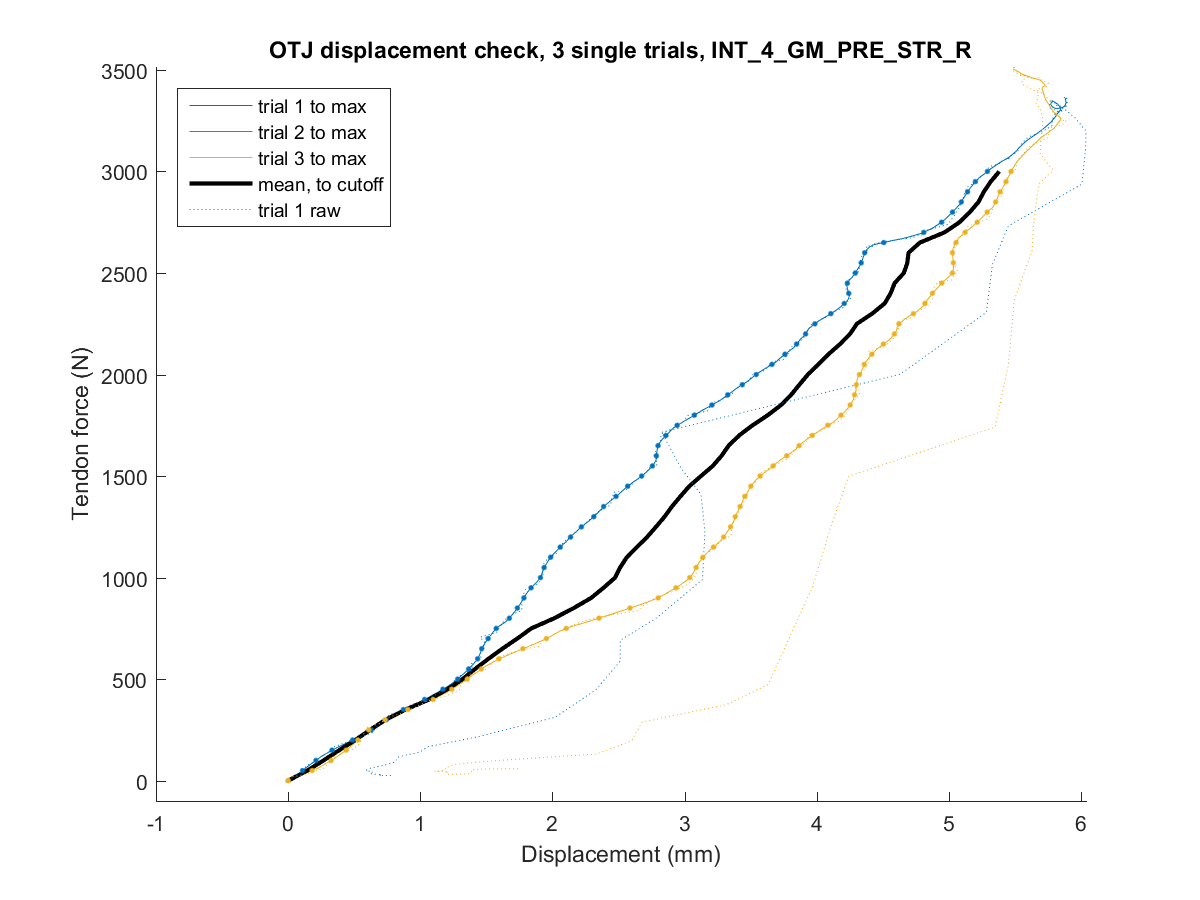 OTJ displacement check, 3 single trials, INT_4_GM_PRE_STR_R
trial 1 to max
trial 2 to max
trial 3 to max
mean, to cutoff
trial 1 raw
3500
3000
2500
2000
1500
1000
500
0
Tendon force (N)
-1 0 1 2 3 4 5 6
Displacement (mm)